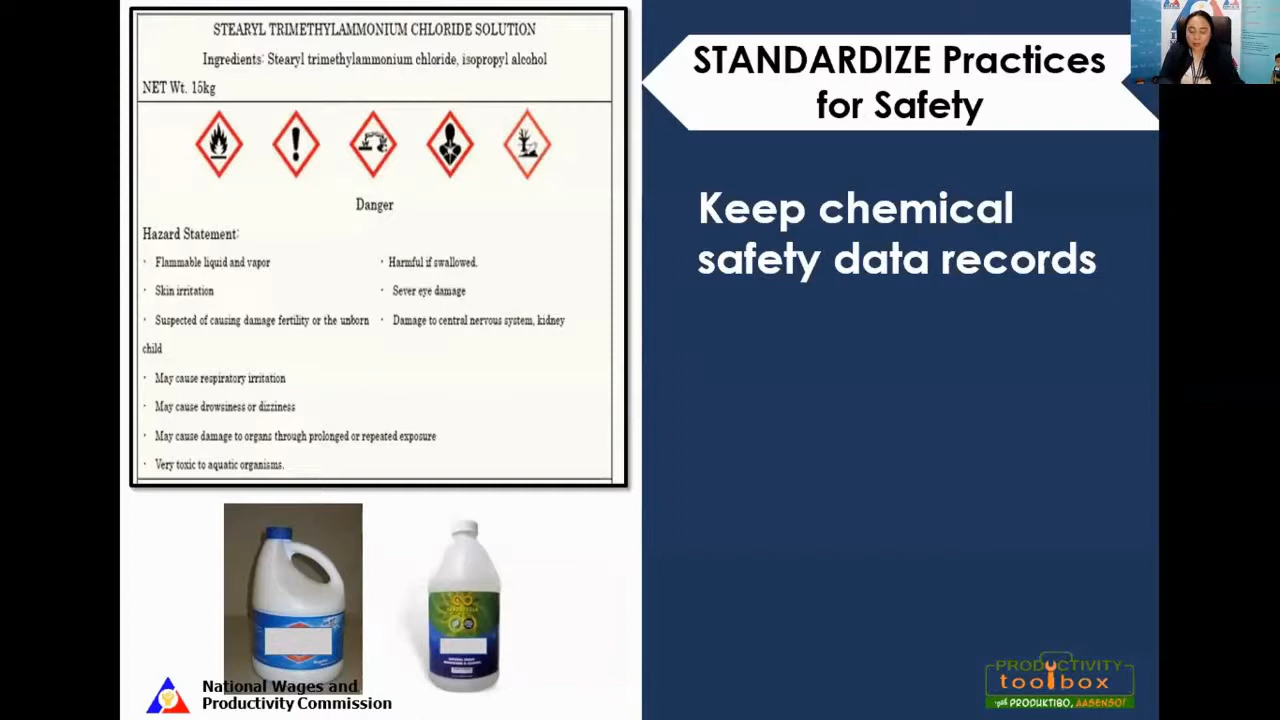 STEARYL TRIMETHYLAMMONIUM CHLORIDE SOLUTION
Ingredients: Stearyl trimethylammonium chloride, isopropyl alcohol
NET Wt. 15kg
Danger
Hazard Statement:
· Flammable liquid and vapor · Harmful if swallowed.
· Skin irritation · Sever eye damage
· Suspected of causing damage fertility or the unborn · Damage to central nervous system, kidney
child
· May cause respiratory irritation
· May cause drowsiness or dizziness
· May cause damage to organs through prolonged or repeated exposure
· Very toxic to aquatic organisms.
National Wages and
Productivity Commission
STANDARDIZE Practices
for Safety
Keep chemical
safety data records
PRODUCTIVITY
toolbox
PRODUKTIBO, AASENSO!